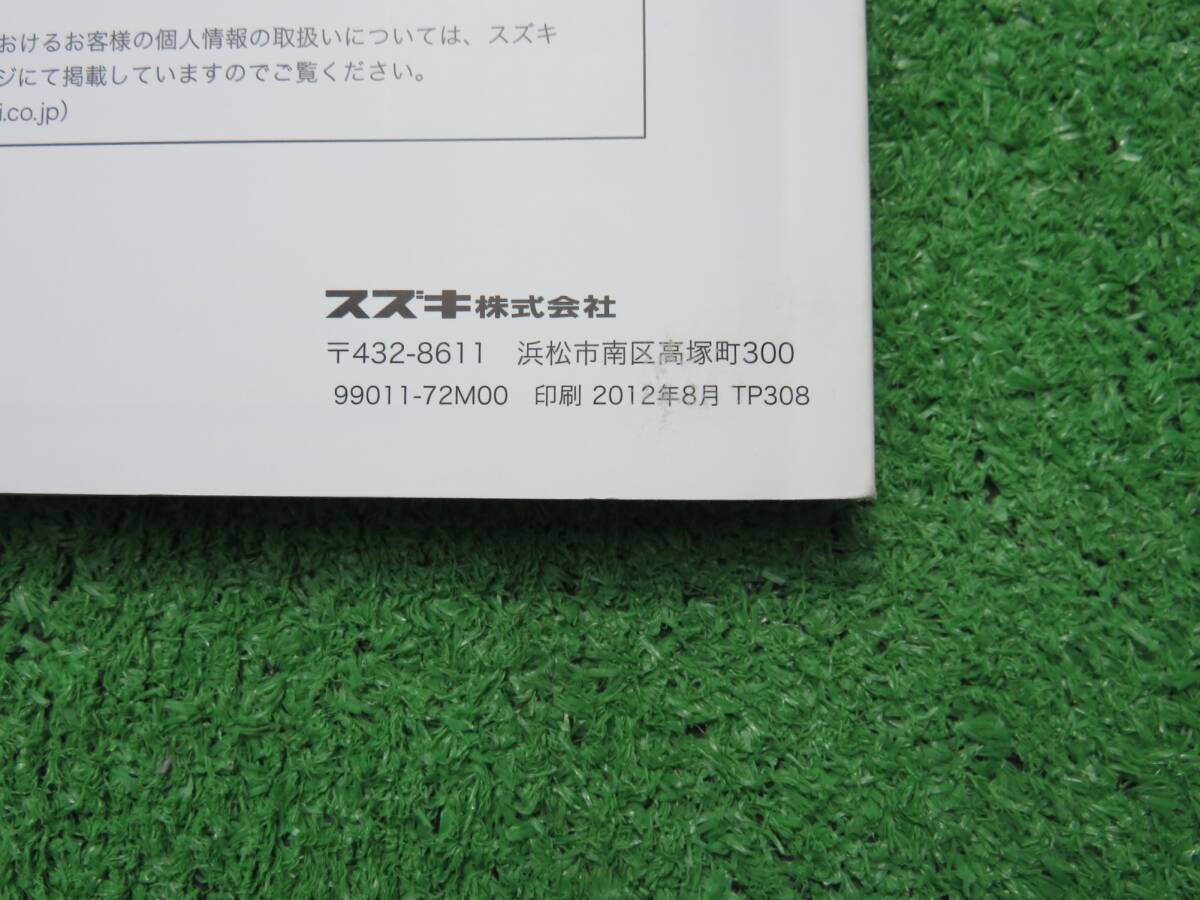 おけるお客様の個人情報の取扱いについては、スズキ
ジにて掲載していますのでご覧ください。
i.co.jp)
スズキ株式会社
〒432-8611 浜松市南区高塚町300
99011-72M00 印刷 2012年8月 TP308